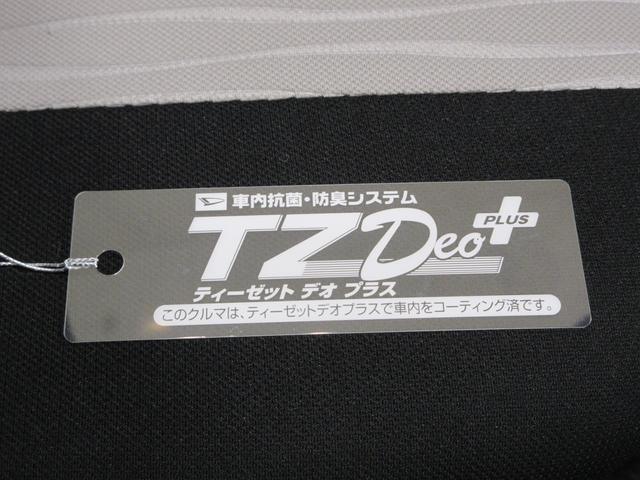 車内抗菌・防臭システム
TZ Deo PLUS
ティーゼット デオ プラス
このクルマは、ティーゼットデオプラスで車内をコーティング済です。